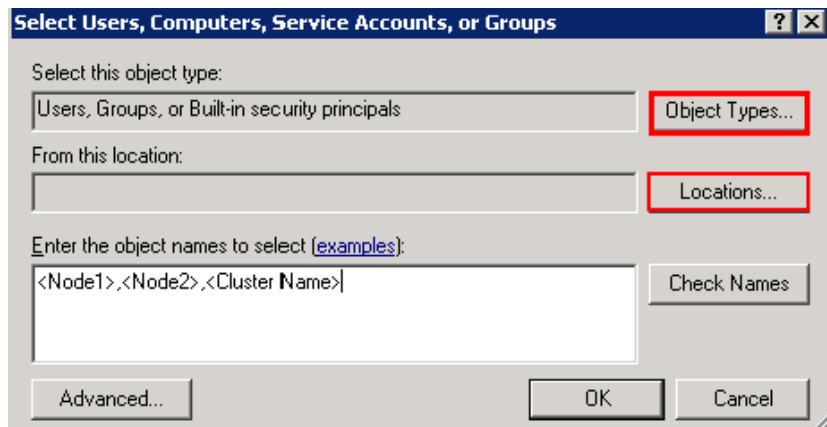 Select Users, Computers, Service Accounts, or Groups
Select this object type:
Users, Groups, or Built-in security principals
Object Types...
From this location:
Locations...
Enter the object names to select (examples):
<Node1>,<Node2>,<Cluster Name>
Check Names
Advanced...
OK
Cancel